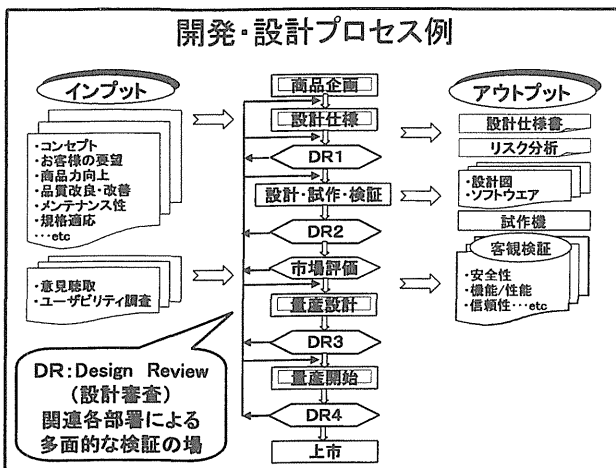 開発・設計プロセス例
インプット
・コンセプト
・お客様の要望
・商品力向上
・品質改良・改善
・メンテナンス性
・規格適応
…etc
・意見聴取
・ユーザビリティ調査
DR:Design Review
(設計審査)
関連各部署による
多面的な検証の場
商品企画
設計仕様
DR1
設計・試作・検証
DR2
市場評価
量産設計
DR3
量産開始
DR4
上市
アウトプット
設計仕様書
リスク分析
・設計図
・ソフトウエア
試作機
客観検証
・安全性
・機能/性能
・信頼性…etc